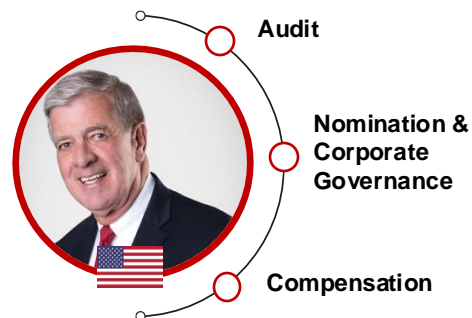 Audit
Nomination &
Corporate
Governance
Compensation